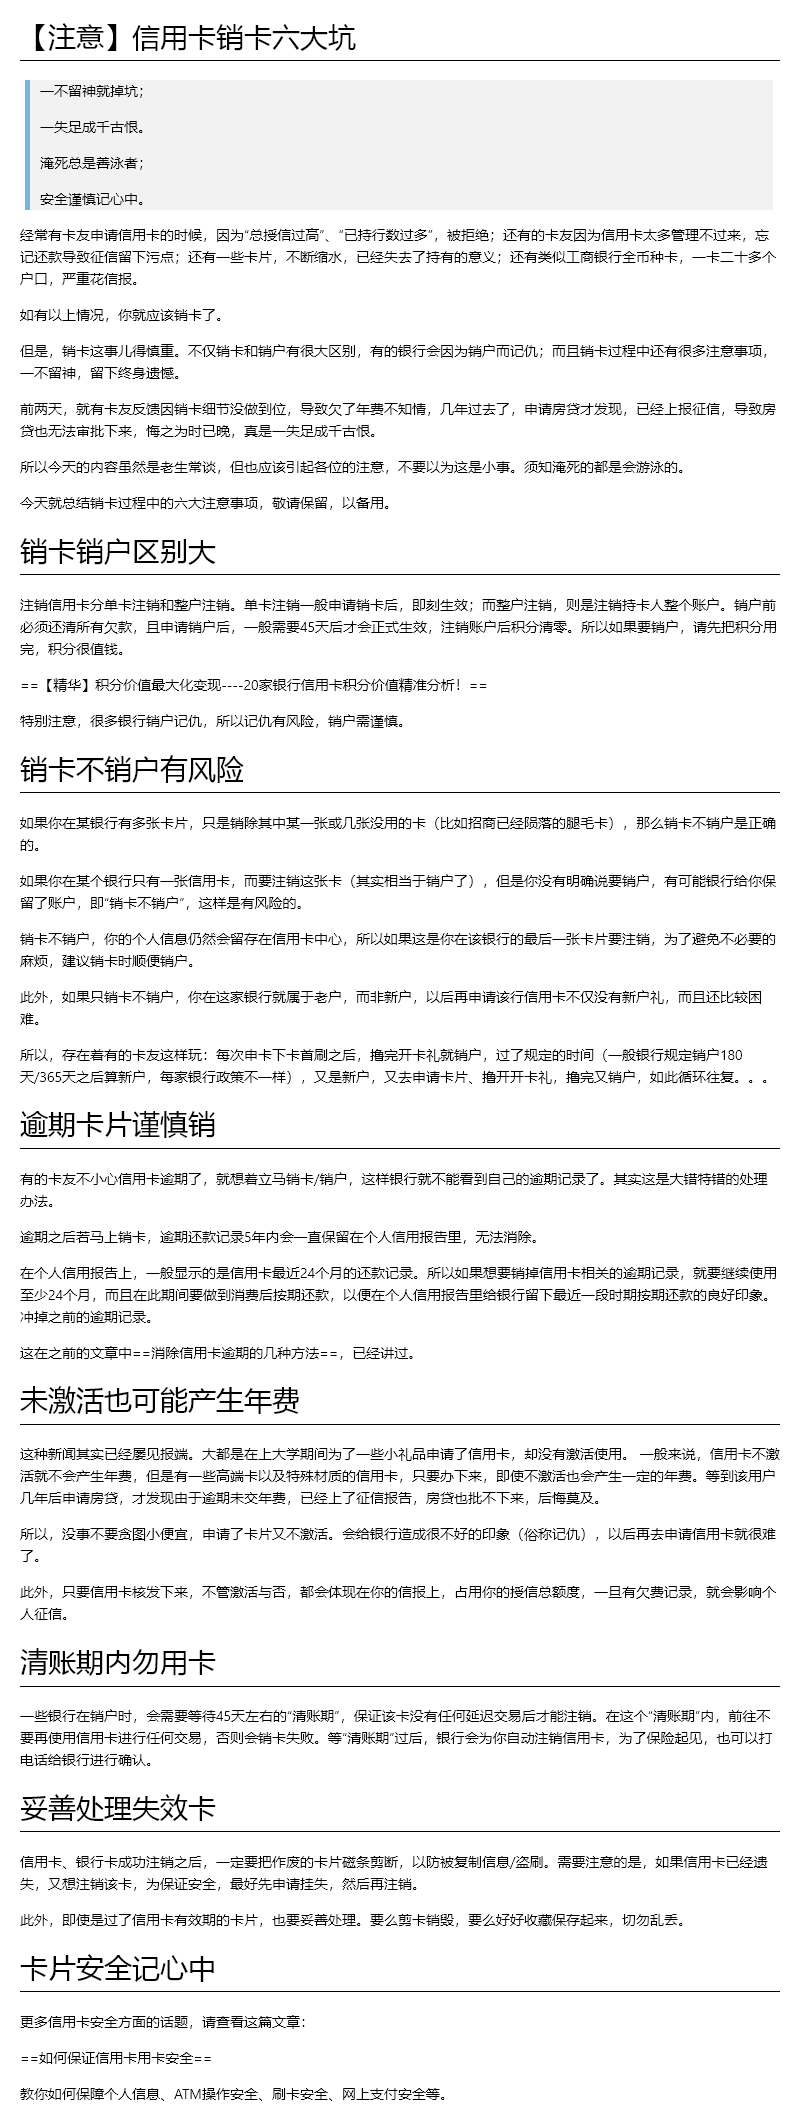 【注意】信用卡销卡六大坑
一不留神就掉坑；
一失足成千古恨。
淹死总是善泳者；
安全谨慎记心中。
经常有卡友申请信用卡的时候，因为“总授信过高”、“已持行数过多”，被拒绝；还有的卡友因为信用卡太多管理不过来，忘
记还款导致征信留下污点；还有一些卡片，不断缩水，已经失去了持有的意义；还有类似工商银行全币种卡，一卡二十多个
户口，严重花信报。
如有以上情况，你就应该销卡了。
但是，销卡这事儿得慎重。不仅销卡和销户有很大区别，有的银行会因为销户而记仇；而且销卡过程中还有很多注意事项，
一不留神，留下终身遗憾。
前两天，就有卡友反馈因销卡细节没做到位，导致欠了年费不知情，几年过去了，申请房贷才发现，已经上报征信，导致房
贷也无法审批下来，悔之为时已晚，真是一失足成千古恨。
所以今天的内容虽然是老生常谈，但也应该引起各位的注意，不要以为这是小事。须知淹死的都是会游泳的。
今天就总结销卡过程中的六大注意事项，敬请保留，以备用。
销卡销户区别大
注销信用卡分单卡注销和整户注销。单卡注销一般申请销卡后，即刻生效；而整户注销，则是注销持卡人整个账户。销户前
必须还清所有欠款，且申请销户后，一般需要45天后才会正式生效，注销账户后积分清零。所以如果要销户，请先把积分用
完，积分很值钱。
==【精华】积分价值最大化变现----20家银行信用卡积分价值精准分析！==
特别注意，很多银行销户记仇，所以记仇有风险，销户需谨慎。
销卡不销户有风险
如果你在某银行有多张卡片，只是销除其中某一张或几张没用的卡（比如招商已经陨落的腿毛卡），那么销卡不销户是正确
的。
如果你在某个银行只有一张信用卡，而要注销这张卡（其实相当于销户了），但是你没有明确说要销户，有可能银行给你保
留了账户，即“销卡不销户”，这样是有风险的。
销卡不销户，你的个人信息仍然会留存在信用卡中心，所以如果这是你在该银行的最后一张卡片要注销，为了避免不必要的
麻烦，建议销卡时顺便销户。
此外，如果只销卡不销户，你在这家银行就属于老户，而非新户，以后再申请该行信用卡不仅没有新户礼，而且还比较困
难。
所以，存在着有的卡友这样玩：每次申卡下卡首刷之后，撸完开卡礼就销户，过了规定的时间（一般银行规定销户180
天/365天之后算新户，每家银行政策不一样），又是新户，又去申请卡片、撸开开卡礼，撸完又销户，如此循环往复。。。
逾期卡片谨慎销
有的卡友不小心信用卡逾期了，就想着立马销卡/销户，这样银行就不能看到自己的逾期记录了。其实这是大错特错的处理
办法。
逾期之后若马上销卡，逾期还款记录5年内会一直保留在个人信用报告里，无法消除。
在个人信用报告上，一般显示的是信用卡最近24个月的还款记录。所以如果想要销掉信用卡相关的逾期记录，就要继续使用
至少24个月，而且在此期间要做到消费后按期还款，以便在个人信用报告里给银行留下最近一段时期按期还款的良好印象。
冲掉之前的逾期记录。
这在之前的文章中==消除信用卡逾期的几种方法==，已经讲过。
未激活也可能产生年费
这种新闻其实已经屡见报端。大都是在上大学期间为了一些小礼品申请了信用卡，却没有激活使用。 一般来说，信用卡不激
活就不会产生年费，但是有一些高端卡以及特殊材质的信用卡，只要办下来，即使不激活也会产生一定的年费。等到该用户
几年后申请房贷，才发现由于逾期未交年费，已经上了征信报告，房贷也批不下来，后悔莫及。
所以，没事不要贪图小便宜，申请了卡片又不激活。会给银行造成很不好的印象（俗称记仇），以后再去申请信用卡就很难
了。
此外，只要信用卡核发下来，不管激活与否，都会体现在你的信报上，占用你的授信总额度，一旦有欠费记录，就会影响个
人征信。
清账期内勿用卡
一些银行在销户时，会需要等待45天左右的“清账期”，保证该卡没有任何延迟交易后才能注销。在这个“清账期”内，前往不
要再使用信用卡进行任何交易，否则会销卡失败。等“清账期”过后，银行会为你自动注销信用卡，为了保险起见，也可以打
电话给银行进行确认。
妥善处理失效卡
信用卡、银行卡成功注销之后，一定要把作废的卡片磁条剪断，以防被复制信息/盗刷。需要注意的是，如果信用卡已经遗
失，又想注销该卡，为保证安全，最好先申请挂失，然后再注销。
此外，即使是过了信用卡有效期的卡片，也要妥善处理。要么剪卡销毁，要么好好收藏保存起来，切勿乱丢。
卡片安全记心中
更多信用卡安全方面的话题，请查看这篇文章：
==如何保证信用卡用卡安全==
教你如何保障个人信息、ATM操作安全、刷卡安全、网上支付安全等。